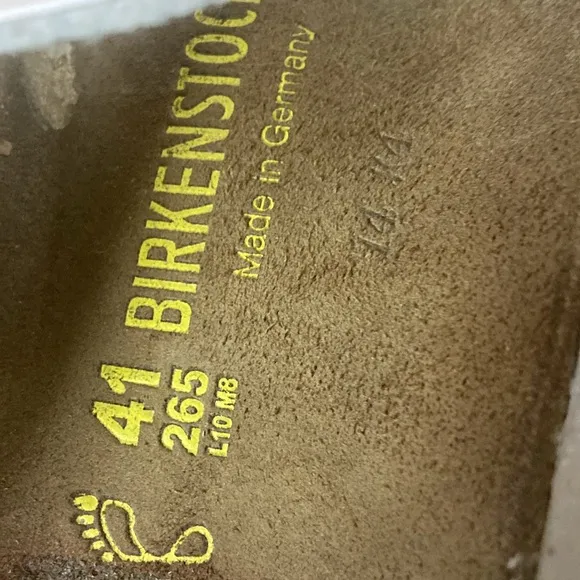 BIRKENSTOC
Made in Germany
41
265
L10 M8